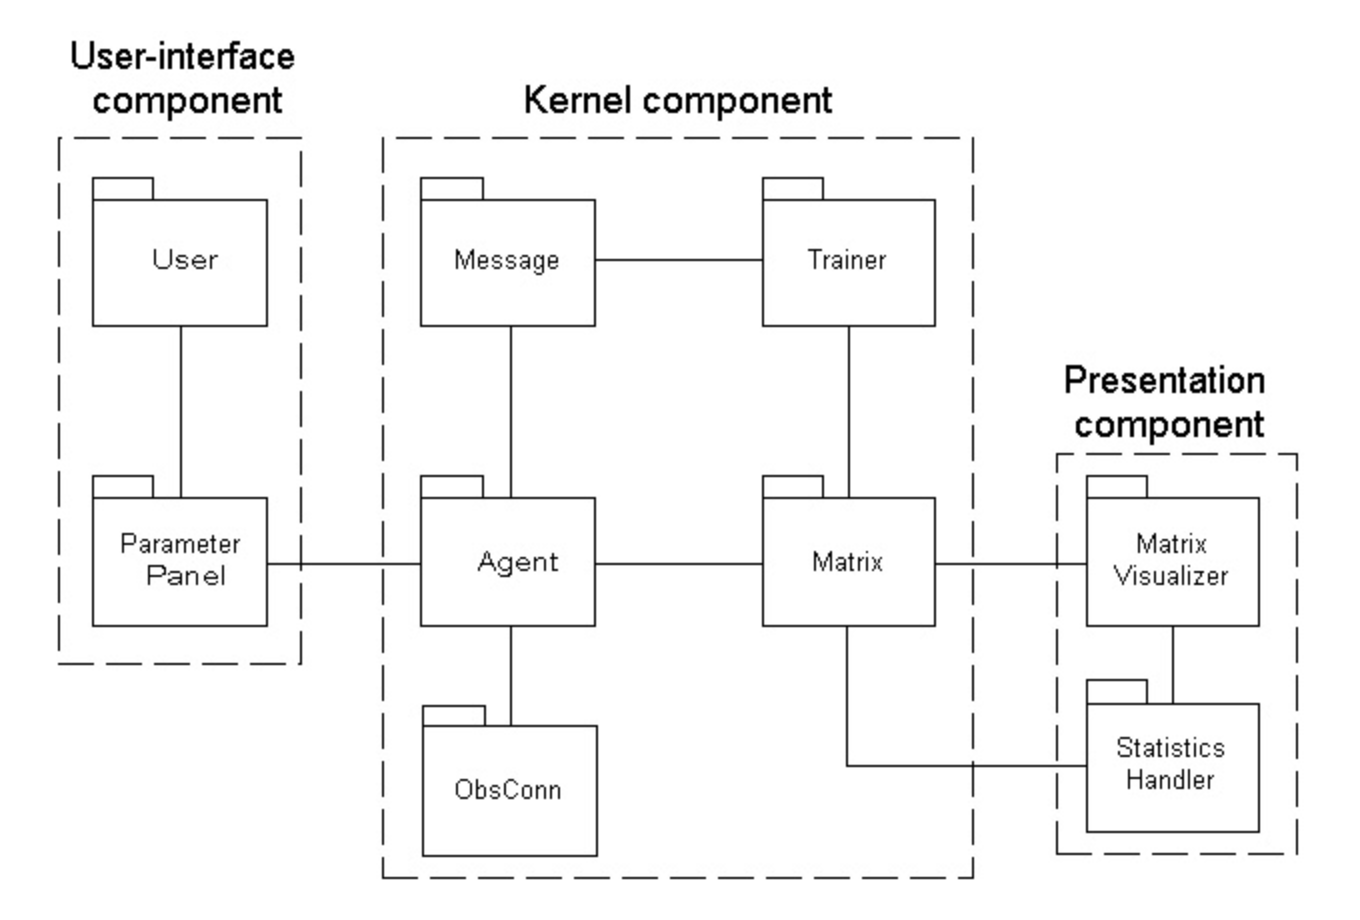 User-interface
component
Kernel component
User
Message
Trainer
Presentation
component
Parameter
Panel
Agent
Matrix
Matrix
Visualizer
ObsConn
Statistics
Handler